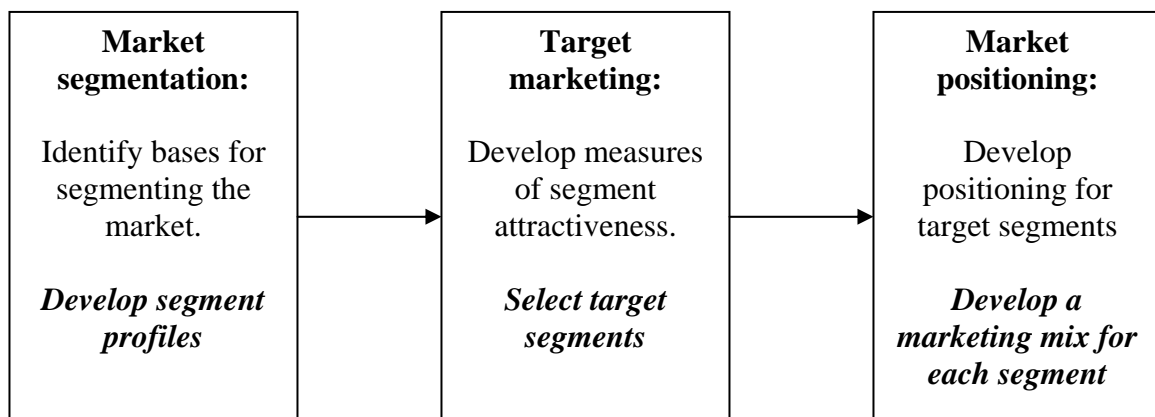 Market
segmentation:
Identify bases for
segmenting the
market.
Develop segment
profiles
Target
marketing:
Develop measures
of segment
attractiveness.
Select target
segments
Market
positioning:
Develop
positioning for
target segments
Develop a
marketing mix for
each segment